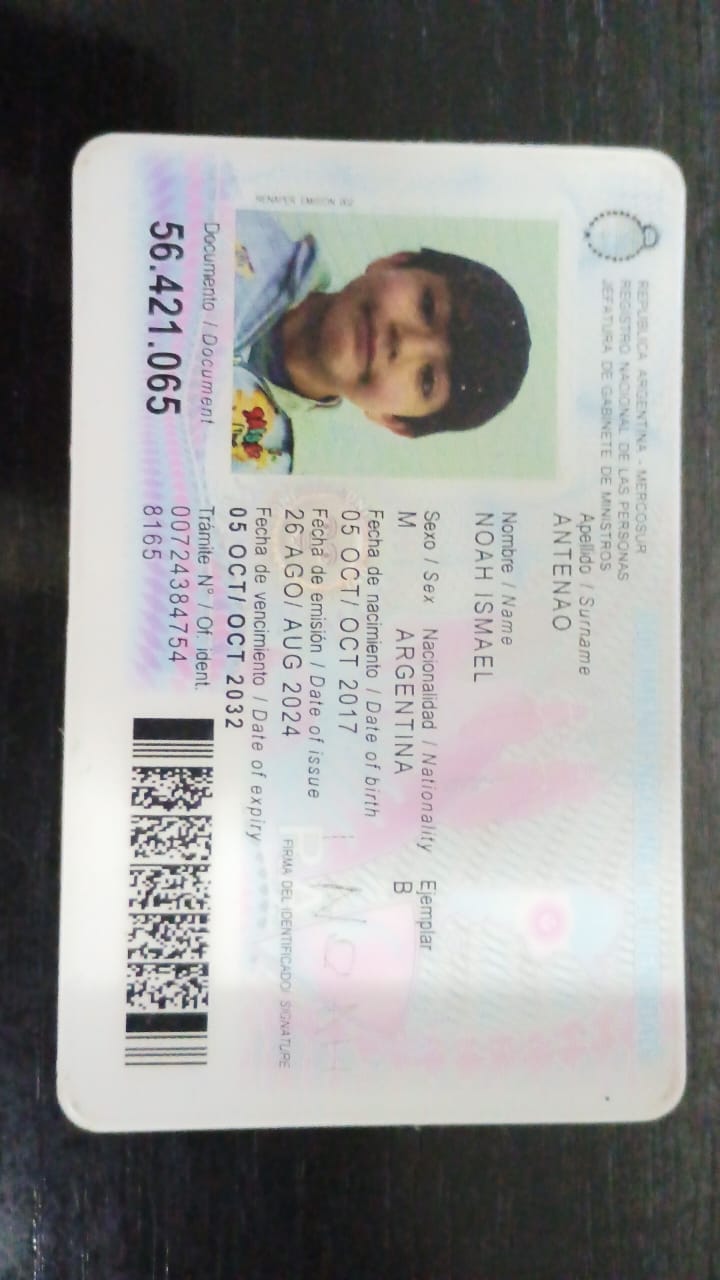 REPUBLICA ARGENTINA - MERCOSUR
REGISTRO NACIONAL DE LAS PERSONAS
JEFATURA DE GABINETE DE MINISTROS
Apellido / Surname
ANTENAO
Nombre / Name
NOAH ISMAEL
Sexo / Sex Nacionalidad / Nationality Ejemplar
M ARGENTINA B
Fecha de nacimiento / Date of birth
05 OCT/ OCT 2017
Fecha de emisión / Date of issue
26 AGO/ AUG 2024
Fecha de vencimiento / Date of expiry
05 OCT/ OCT 2032
FIRMA DEL IDENTIFICADO/ SIGNATURE
RENAPER EMISIÓN 002
Documento / Document
56.421.065
Trámite N° / Of. ident.
00724384754
8165